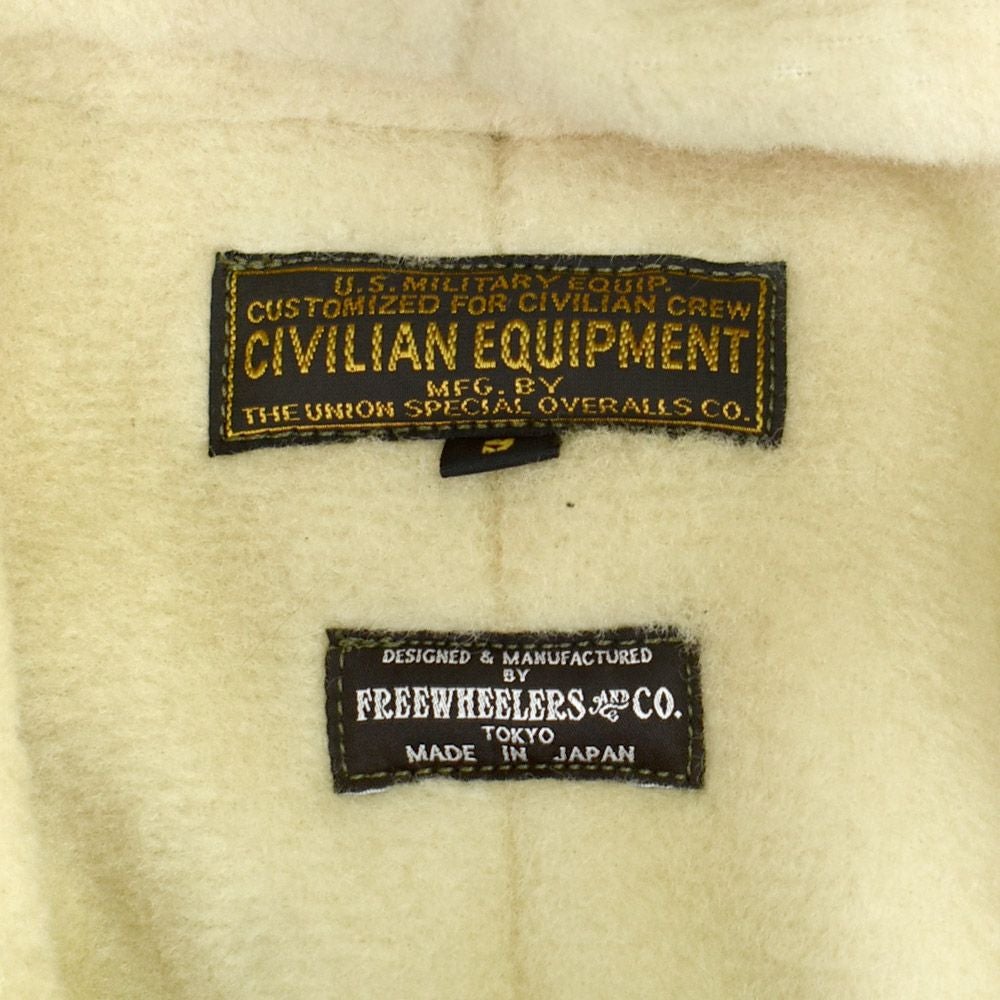 U.S. MILITARY EQUIP.
CUSTOMIZED FOR CIVILIAN CREW
CIVILIAN EQUIPMENT
MFG. BY
THE UNION SPECIAL OVERALLS CO.
DESIGNED & MANUFACTURED
BY
FREEWHEELERS AND CO.
TOKYO
MADE IN JAPAN